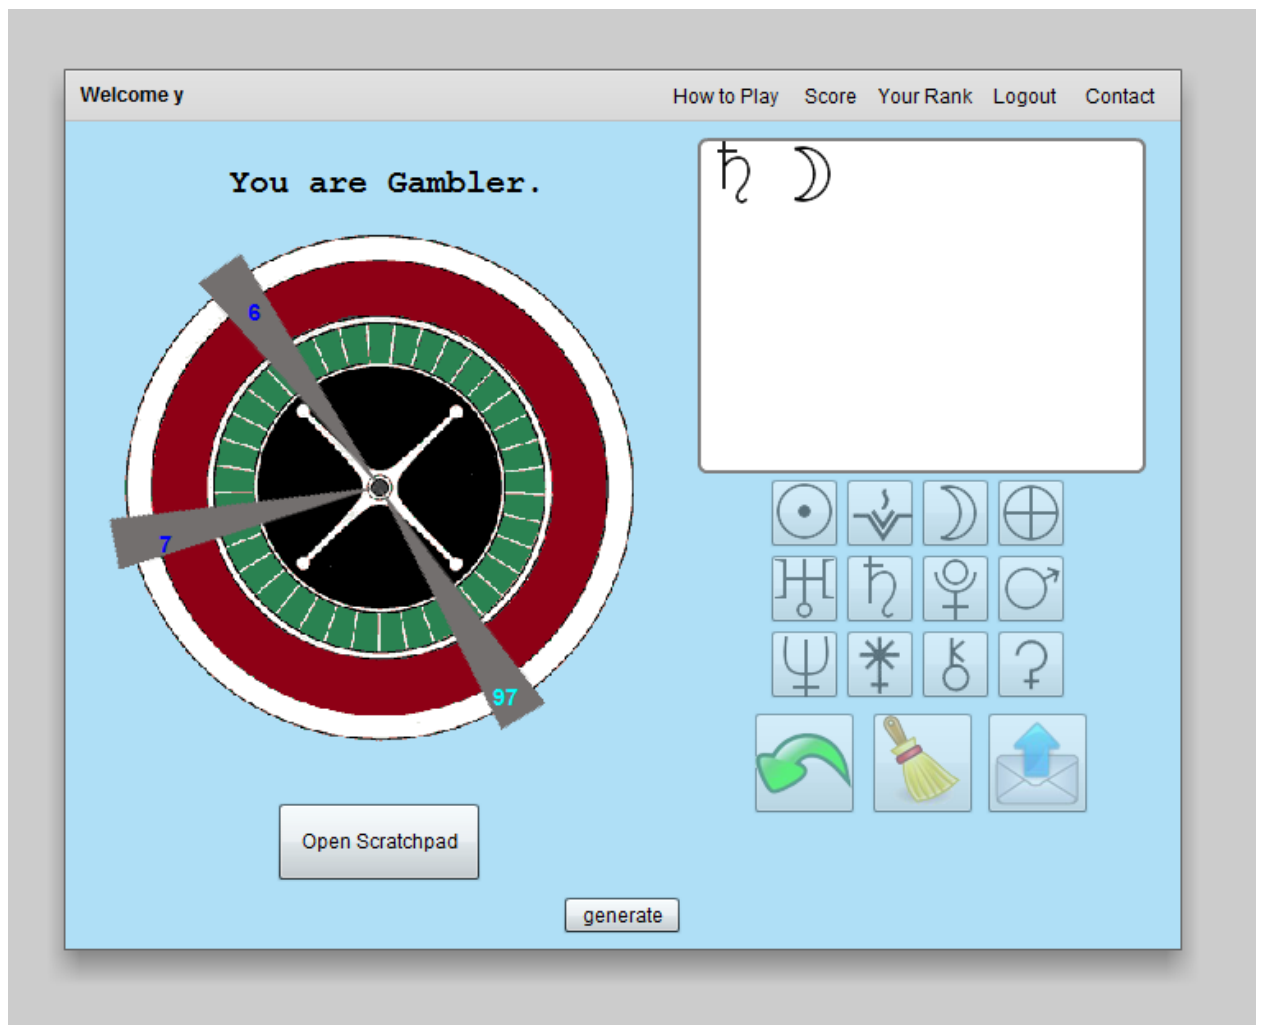 Welcome y
How to Play Score Your Rank Logout Contact
You are Gambler.
♄ ☽
6
7
97
Open Scratchpad
generate